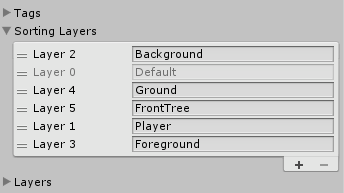 Tags
Sorting Layers
Layer 2 Background
Layer 0 Default
Layer 4 Ground
Layer 5 FrontTree
Layer 1 Player
Layer 3 Foreground
+ −
Layers